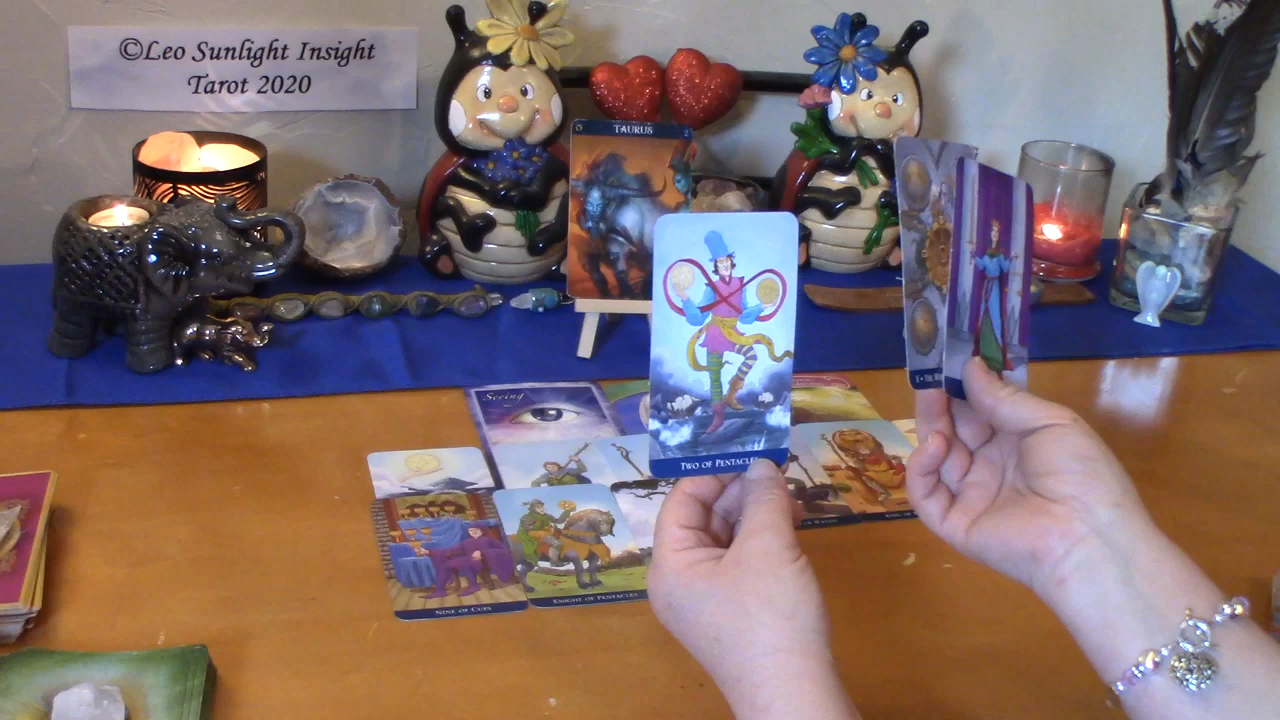 ©Leo Sunlight Insight
Tarot 2020
TAURUS
TWO OF PENTACLES
Seeing
NINE OF CUPS
KNIGHT OF PENTACLES